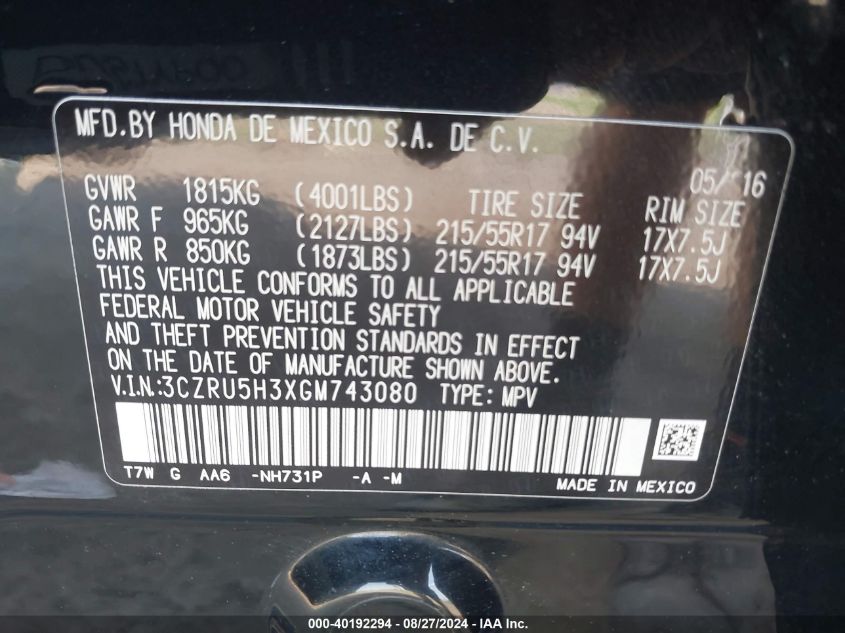 MFD.BY HONDA DE MEXICO S.A. DE C.V.
05/16
GVWR 1815KG (4001LBS) TIRE SIZE RIM SIZE
GAWR F 965KG (2127LBS) 215/55R17 94V 17X7.5J
GAWR R 850KG (1873LBS) 215/55R17 94V 17X7.5J
THIS VEHICLE CONFORMS TO ALL APPLICABLE
FEDERAL MOTOR VEHICLE SAFETY
AND THEFT PREVENTION STANDARDS IN EFFECT
ON THE DATE OF MANUFACTURE SHOWN ABOVE.
V.I.N.:3CZRU5H3XGM743080 TYPE: MPV
T7W G AA6 -NH731P -A -M
MADE IN MEXICO
000-40192294 - 08/27/2024 - IAA Inc.